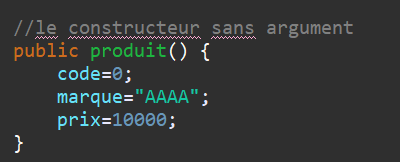 //le constructeur sans argument
public produit() {
code=0;
marque="AAAA";
prix=10000;
}